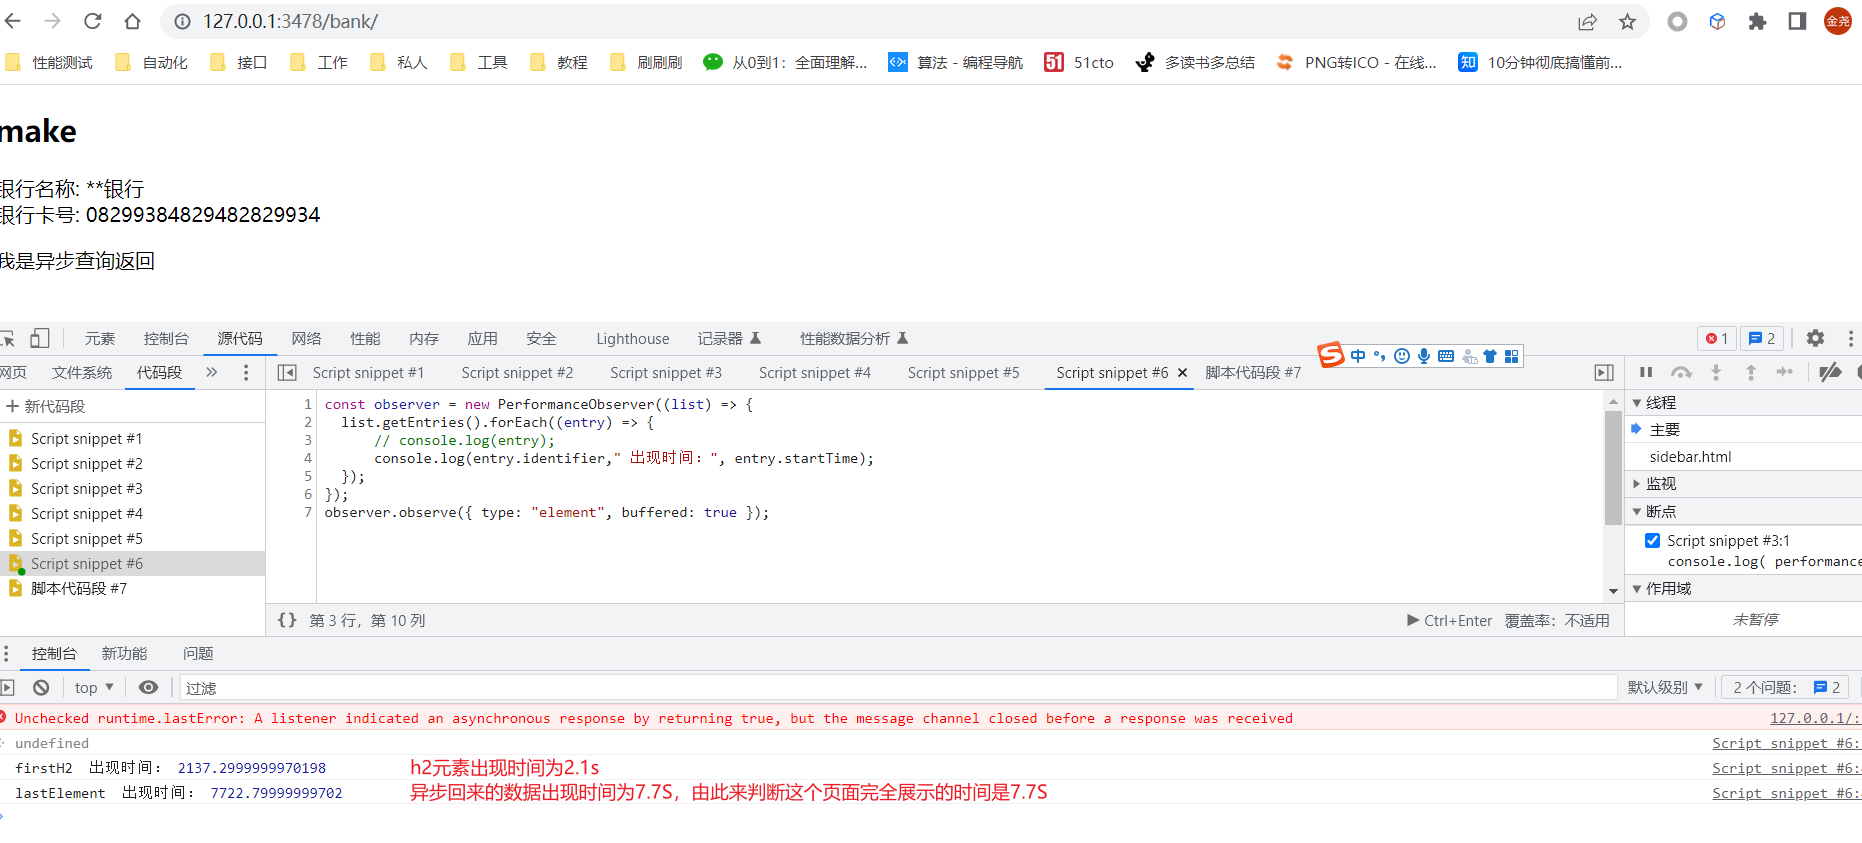 127.0.0.1:3478/bank/
金尧
性能测试 自动化 接口 工作 私人 工具 教程 刷刷刷 从0到1：全面理解... 算法 - 编程导航 51 51cto 多读书多总结 PNG转ICO - 在线... 知 10分钟彻底搞懂前...
make
银行名称: **银行
银行卡号: 08299384829482829934
我是异步查询返回
元素 控制台 源代码 网络 性能 内存 应用 安全 Lighthouse 记录器 性能数据分析 1 2
中
网页 文件系统 代码段 » Script snippet #1 Script snippet #2 Script snippet #3 Script snippet #4 Script snippet #5 Script snippet #6 × 脚本代码段 #7
+ 新代码段
Script snippet #1
Script snippet #2
Script snippet #3
Script snippet #4
Script snippet #5
Script snippet #6
脚本代码段 #7
1 const observer = new PerformanceObserver((list) => {
2 list.getEntries().forEach((entry) => {
3 // console.log(entry);
4 console.log(entry.identifier," 出现时间：", entry.startTime);
5 });
6 });
7 observer.observe({ type: "element", buffered: true });
{} 第 3 行，第 10 列 Ctrl+Enter 覆盖率：不适用
线程
主要
sidebar.html
监视
断点
Script snippet #3:1
console.log( performance
作用域
未暂停
控制台 新功能 问题
top 过滤 默认级别 2 个问题： 2
Unchecked runtime.lastError: A listener indicated an asynchronous response by returning true, but the message channel closed before a response was received 127.0.0.1/:
undefined Script snippet #6:
firstH2 出现时间： 2137.2999999970198 h2元素出现时间为2.1s Script snippet #6:
lastElement 出现时间： 7722.79999999702 异步回来的数据出现时间为7.7S，由此来判断这个页面完全展示的时间是7.7S Script snippet #6: